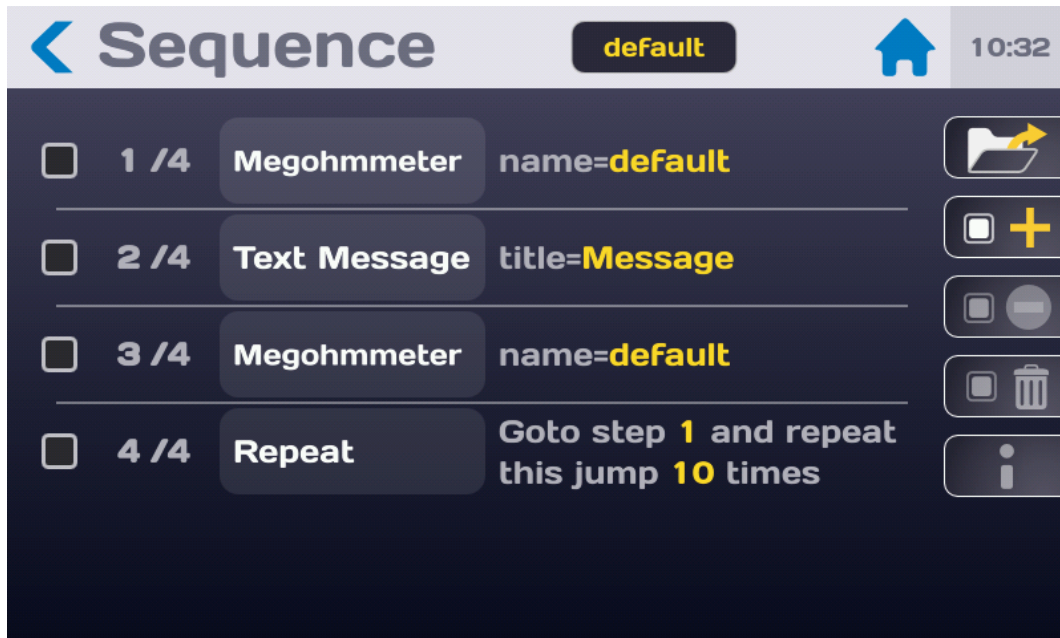 Sequence default 10:32
1 /4 Megohmmeter name=default
2 /4 Text Message title=Message
3 /4 Megohmmeter name=default
4 /4 Repeat Goto step 1 and repeat
this jump 10 times